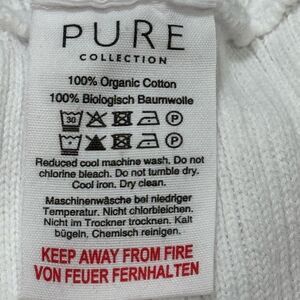 PURE
COLLECTION
100% Organic Cotton
100% Biologisch Baumwolle
30 P
P
Reduced cool machine wash. Do not
chlorine bleach. Do not tumble dry.
Cool iron. Dry clean.
Maschinenwäsche bei niedriger
Temperatur. Nicht chlorbleichen.
Nicht im Trockner trocknen. Kalt
bügeln. Chemisch reinigen.
KEEP AWAY FROM FIRE
VON FEUER FERNHALTEN